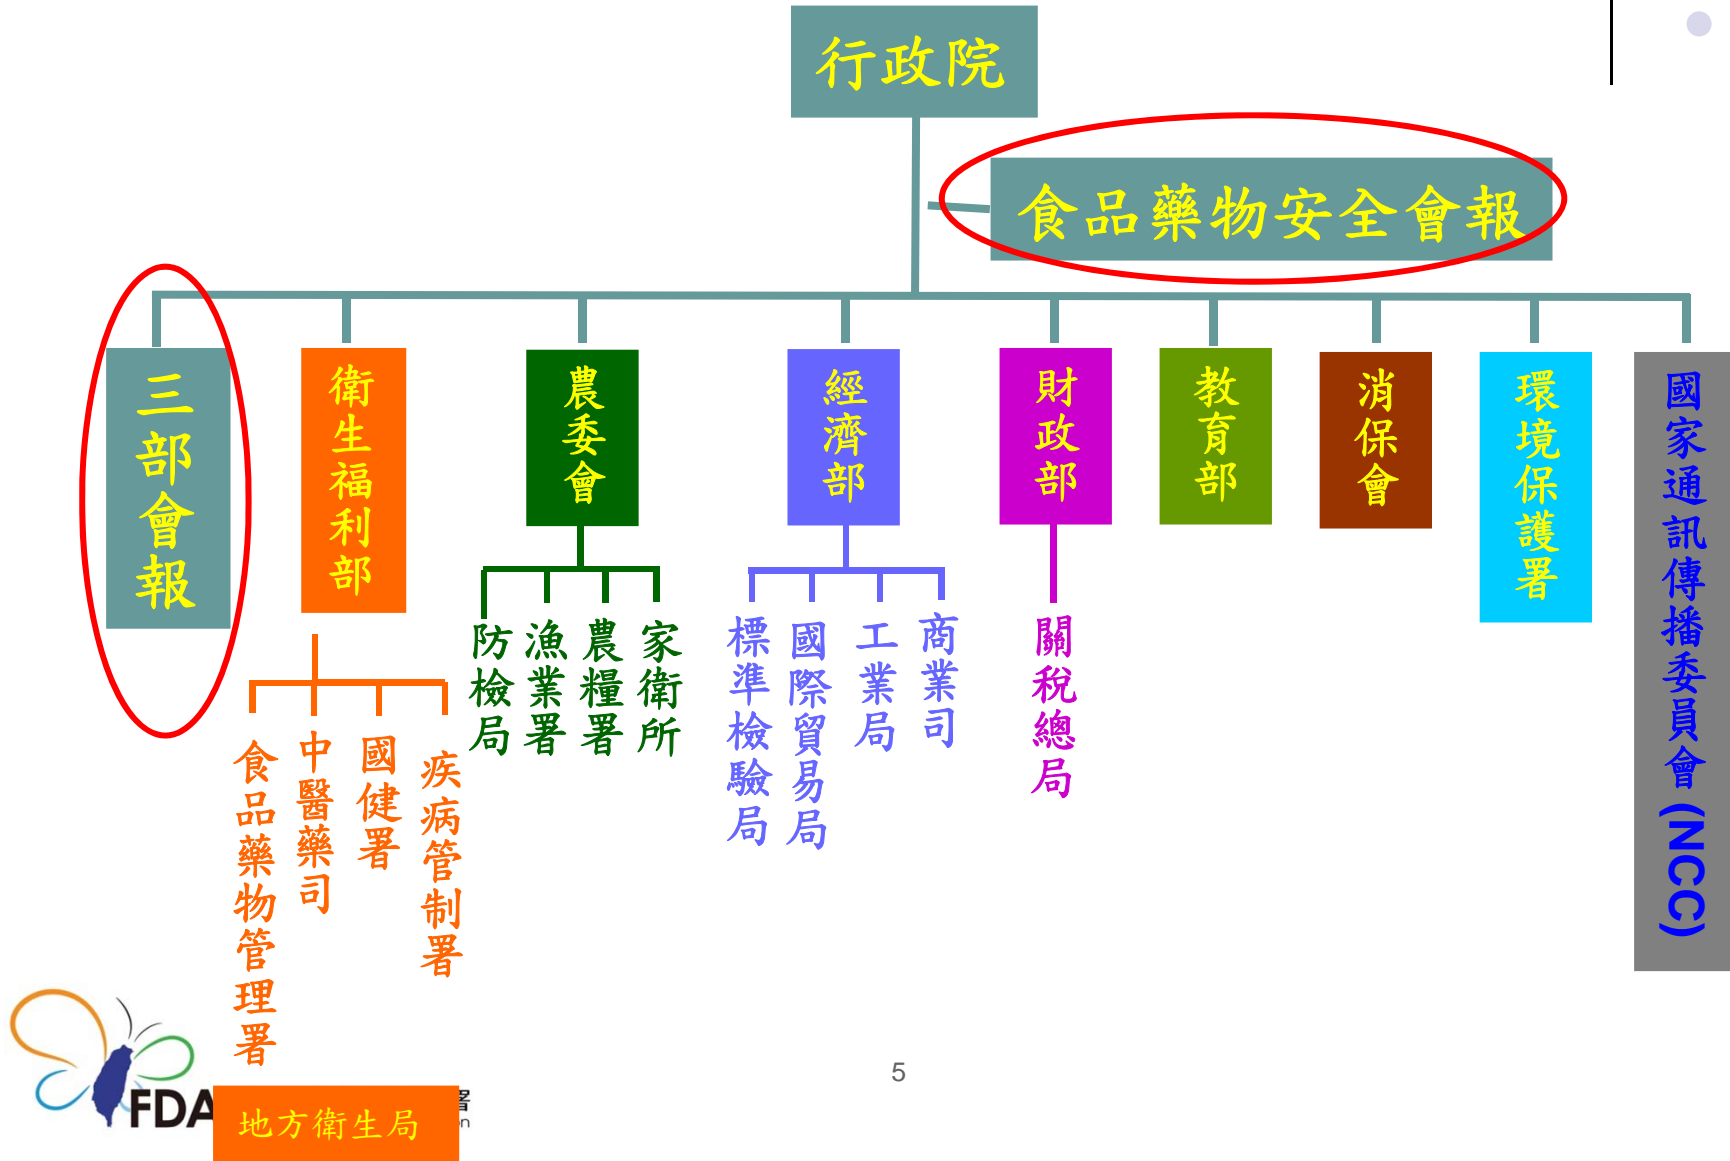 行政院
食品藥物安全會報
三部會報
衛生福利部
農委會
經濟部
財政部
教育部
消保會
環境保護署
國家通訊傳播委員會 (NCC)
食品藥物管理署
中醫藥司
國健署
疾病管制署
防檢局
漁業署
農糧署
家衛所
標準檢驗局
國際貿易局
工業局
商業司
關稅總局
地方衛生局
FDA
署
on
5